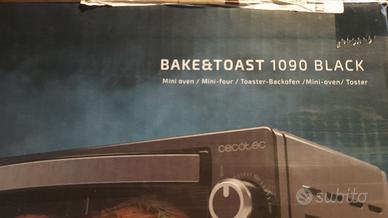 BAKE&TOAST 1090 BLACK
Mini oven / Mini-four / Toaster-Backofen /Mini-oven/ Toster
cecotec
subito